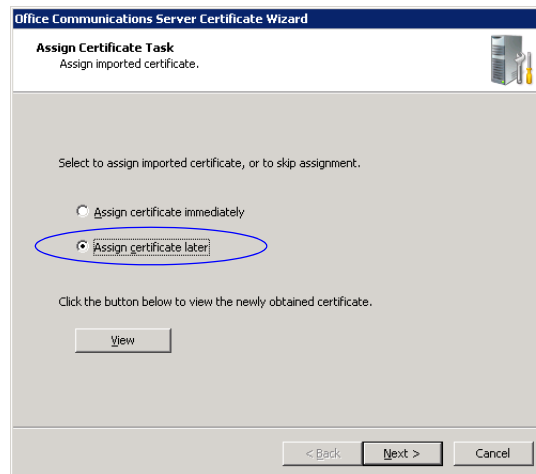 Office Communications Server Certificate Wizard
Assign Certificate Task
Assign imported certificate.
Select to assign imported certificate, or to skip assignment.
Assign certificate immediately
Assign certificate later
Click the button below to view the newly obtained certificate.
View
< Back Next > Cancel